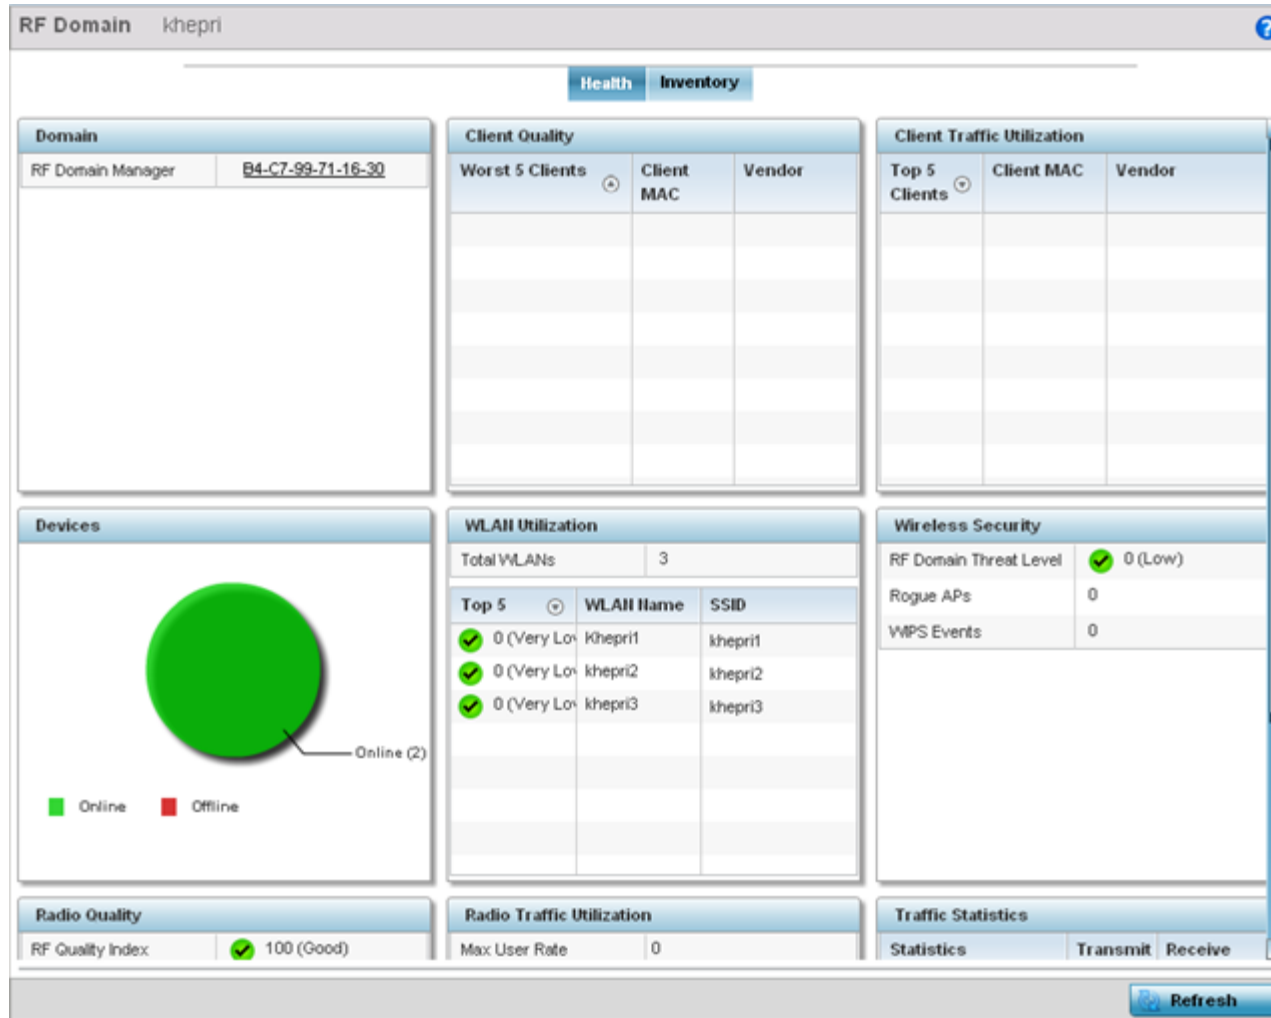 RF Domain khepri
?
Health Inventory
Domain
RF Domain Manager B4-C7-99-71-16-30
Client Quality
Worst 5 Clients Client MAC Vendor
Client Traffic Utilization
Top 5 Clients Client MAC Vendor
Devices
Online (2)
Online Offline
WLAN Utilization
Total WLANs 3
Top 5 WLAN Name SSID
0 (Very Lo Khepri1 khepri1
0 (Very Lo khepri2 khepri2
0 (Very Lo khepri3 khepri3
Wireless Security
RF Domain Threat Level 0 (Low)
Rogue APs 0
WIPS Events 0
Radio Quality
RF Quality Index 100 (Good)
Radio Traffic Utilization
Max User Rate 0
Traffic Statistics
Statistics Transmit Receive
Refresh